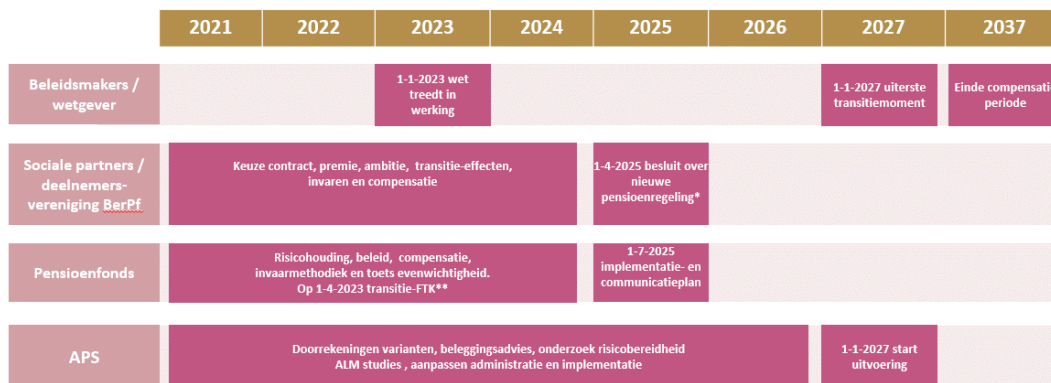 2021 2022 2023 2024 2025 2026 2027 2037
Beleidsmakers /
wetgever
1-1-2023 wet
treedt in
werking
1-1-2027 uiterste
transitiemoment
Einde compensatie
periode
Sociale partners /
deelnemers-
vereniging BerPf
Keuze contract, premie, ambitie, transitie-effecten,
invaren en compensatie
1-4-2025 besluit over
nieuwe
pensioenregeling*
Pensioenfonds
Risicohouding, beleid, compensatie,
invaarmethodiek en toets evenwichtigheid.
Op 1-4-2023 transitie-FTK**
1-7-2025
implementatie- en
communicatieplan
APS
Doorrekeningen varianten, beleggingsadvies, onderzoek risicobereidheid
ALM studies , aanpassen administratie en implementatie
1-1-2027 start
uitvoering